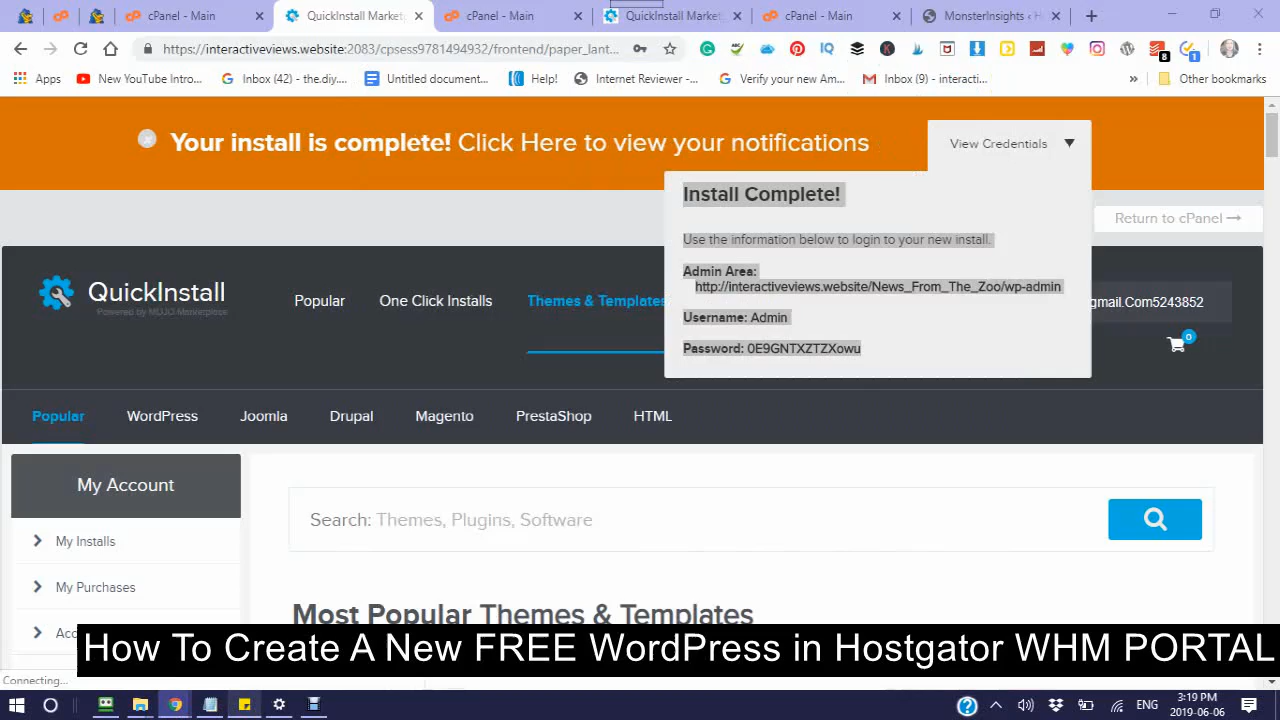 cPanel - Main
QuickInstall Market
cPanel - Main
QuickInstall Market
cPanel - Main
MonsterInsights ‹
https://interactiveviews.website:2083/cpsess9781494932/frontend/paper_lant...
8
1
Apps
New YouTube Intro...
Inbox (42) - the.diy....
Untitled document...
Help!
Internet Reviewer -...
Verify your new Am...
Inbox (9) - interacti...
Other bookmarks
Your install is complete! Click Here to view your notifications
View Credentials
Install Complete!
Use the information below to login to your new install.
Admin Area:
http://interactiveviews.website/News_From_The_Zoo/wp-admin
Username: Admin
Password: 0E9GNTXZTZXowu
Return to cPanel
QuickInstall
Powered by MOJO Marketplace
Popular
One Click Installs
Themes & Templates
gmail.Com5243852
0
Popular
WordPress
Joomla
Drupal
Magento
PrestaShop
HTML
My Account
My Installs
My Purchases
Search: Themes, Plugins, Software
Most Popular Themes & Templates
How To Create A New FREE WordPress in Hostgator WHM PORTAL
Connecting...
ENG
3:19 PM
2019-06-06